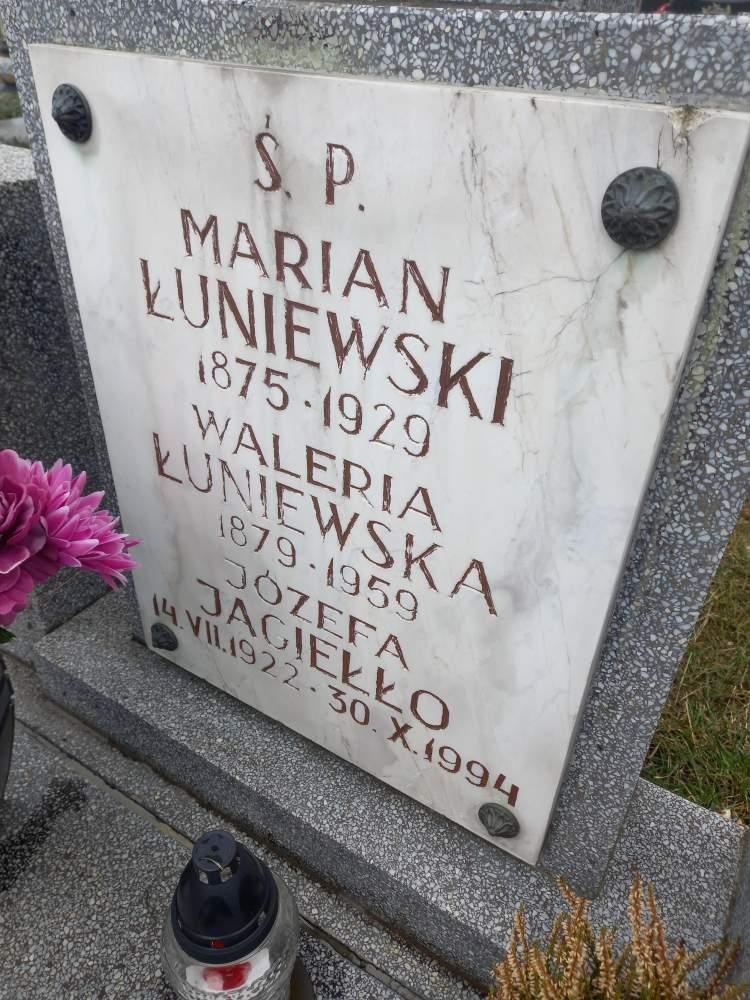 Ś. P.
MARIAN
ŁUNIEWSKI
1875 · 1929
WALERIA
ŁUNIEWSKA
1879 · 1959
JÓZEFA
JAGIEŁŁO
14.VII.1922 · 30.X.1994